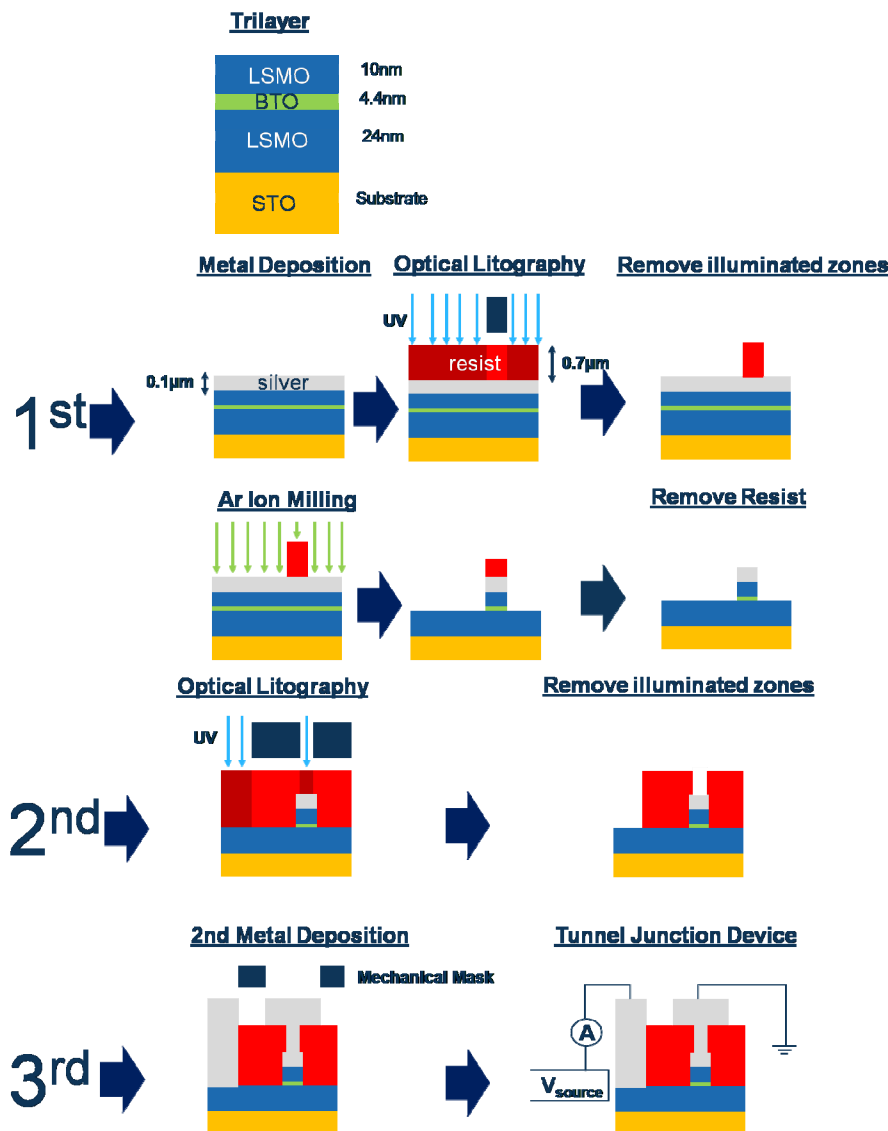 Trilayer
LSMO
10nm
BTO
4.4nm
LSMO
24nm
STO
Substrate
Metal Deposition
Optical Litography
Remove illuminated zones
UV
0.1µm
silver
resist
0.7µm
1st
Ar Ion Milling
Remove Resist
Optical Litography
Remove illuminated zones
UV
2nd
2nd Metal Deposition
Tunnel Junction Device
Mechanical Mask
A
3rd
Vsource